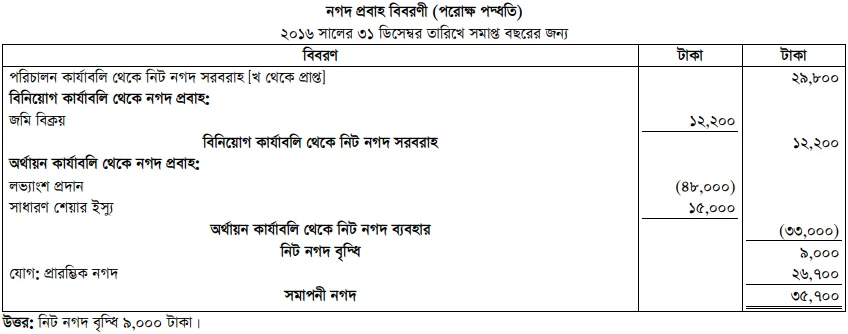 নগদ প্রবাহ বিবরণী (পরোক্ষ পদ্ধতি)
২০১৬ সালের ৩১ ডিসেম্বর তারিখে সমাপ্ত বছরের জন্য
বিবরণ টাকা টাকা
পরিচালন কার্যাবলি থেকে নিট নগদ সরবরাহ [খ থেকে প্রাপ্ত] ২৯,৮০০
বিনিয়োগ কার্যাবলি থেকে নগদ প্রবাহ:
জমি বিক্রয় ১২,২০০
বিনিয়োগ কার্যাবলি থেকে নিট নগদ সরবরাহ ১২,২০০
অর্থায়ন কার্যাবলি থেকে নগদ প্রবাহ:
লভ্যাংশ প্রদান (৪৮,০০০)
সাধারণ শেয়ার ইস্যু ১৫,০০০
অর্থায়ন কার্যাবলি থেকে নিট নগদ ব্যবহার (৩৩,০০০)
নিট নগদ বৃদ্ধি ৯,০০০
যোগ: প্রারম্ভিক নগদ ২৬,৭০০
সমাপনী নগদ ৩৫,৭০০
উত্তর: নিট নগদ বৃদ্ধি ৯,০০০ টাকা।